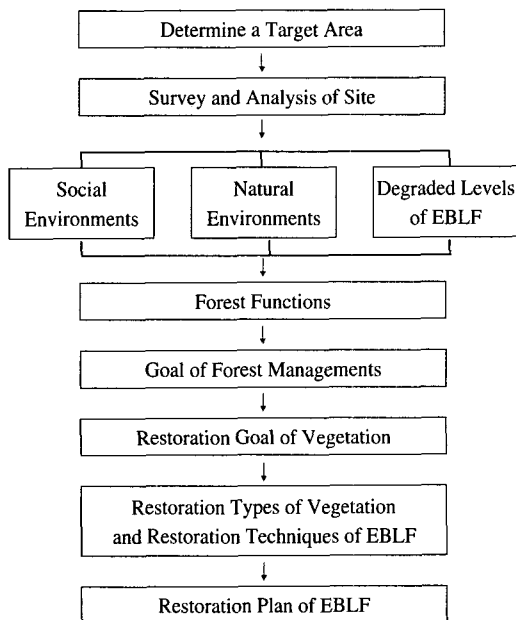 Determine a Target Area
Survey and Analysis of Site
Social
Environments
Natural
Environments
Degraded Levels
of EBLF
Forest Functions
Goal of Forest Managements
Restoration Goal of Vegetation
Restoration Types of Vegetation
and Restoration Techniques of EBLF
Restoration Plan of EBLF